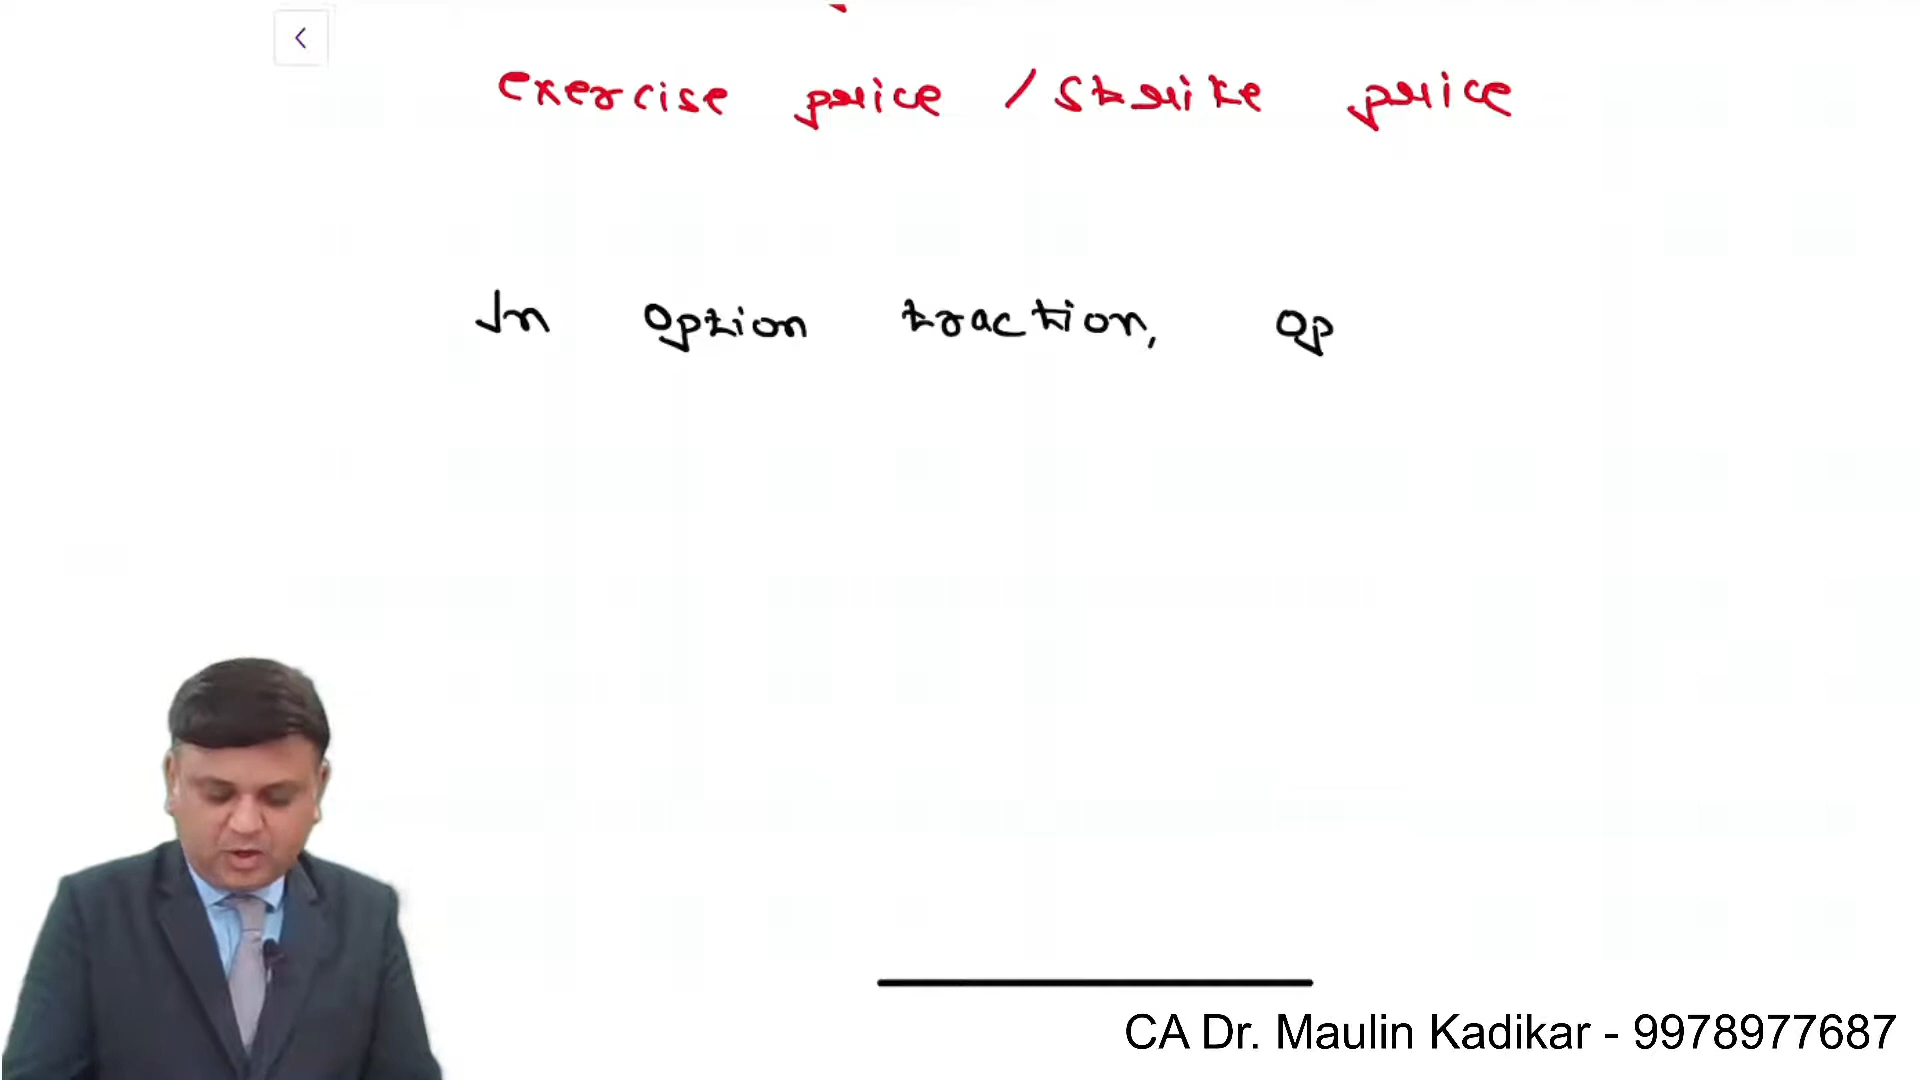 exercise price / Strike price
In option traction, op
CA Dr. Maulin Kadikar - 9978977687